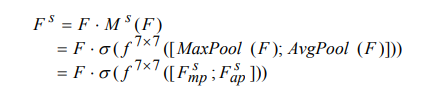 F^s = F · M^s(F)
= F · σ(f^{7×7}([MaxPool (F); AvgPool (F)]))
= F · σ(f^{7×7}([F^s_{mp}; F^s_{ap}]))